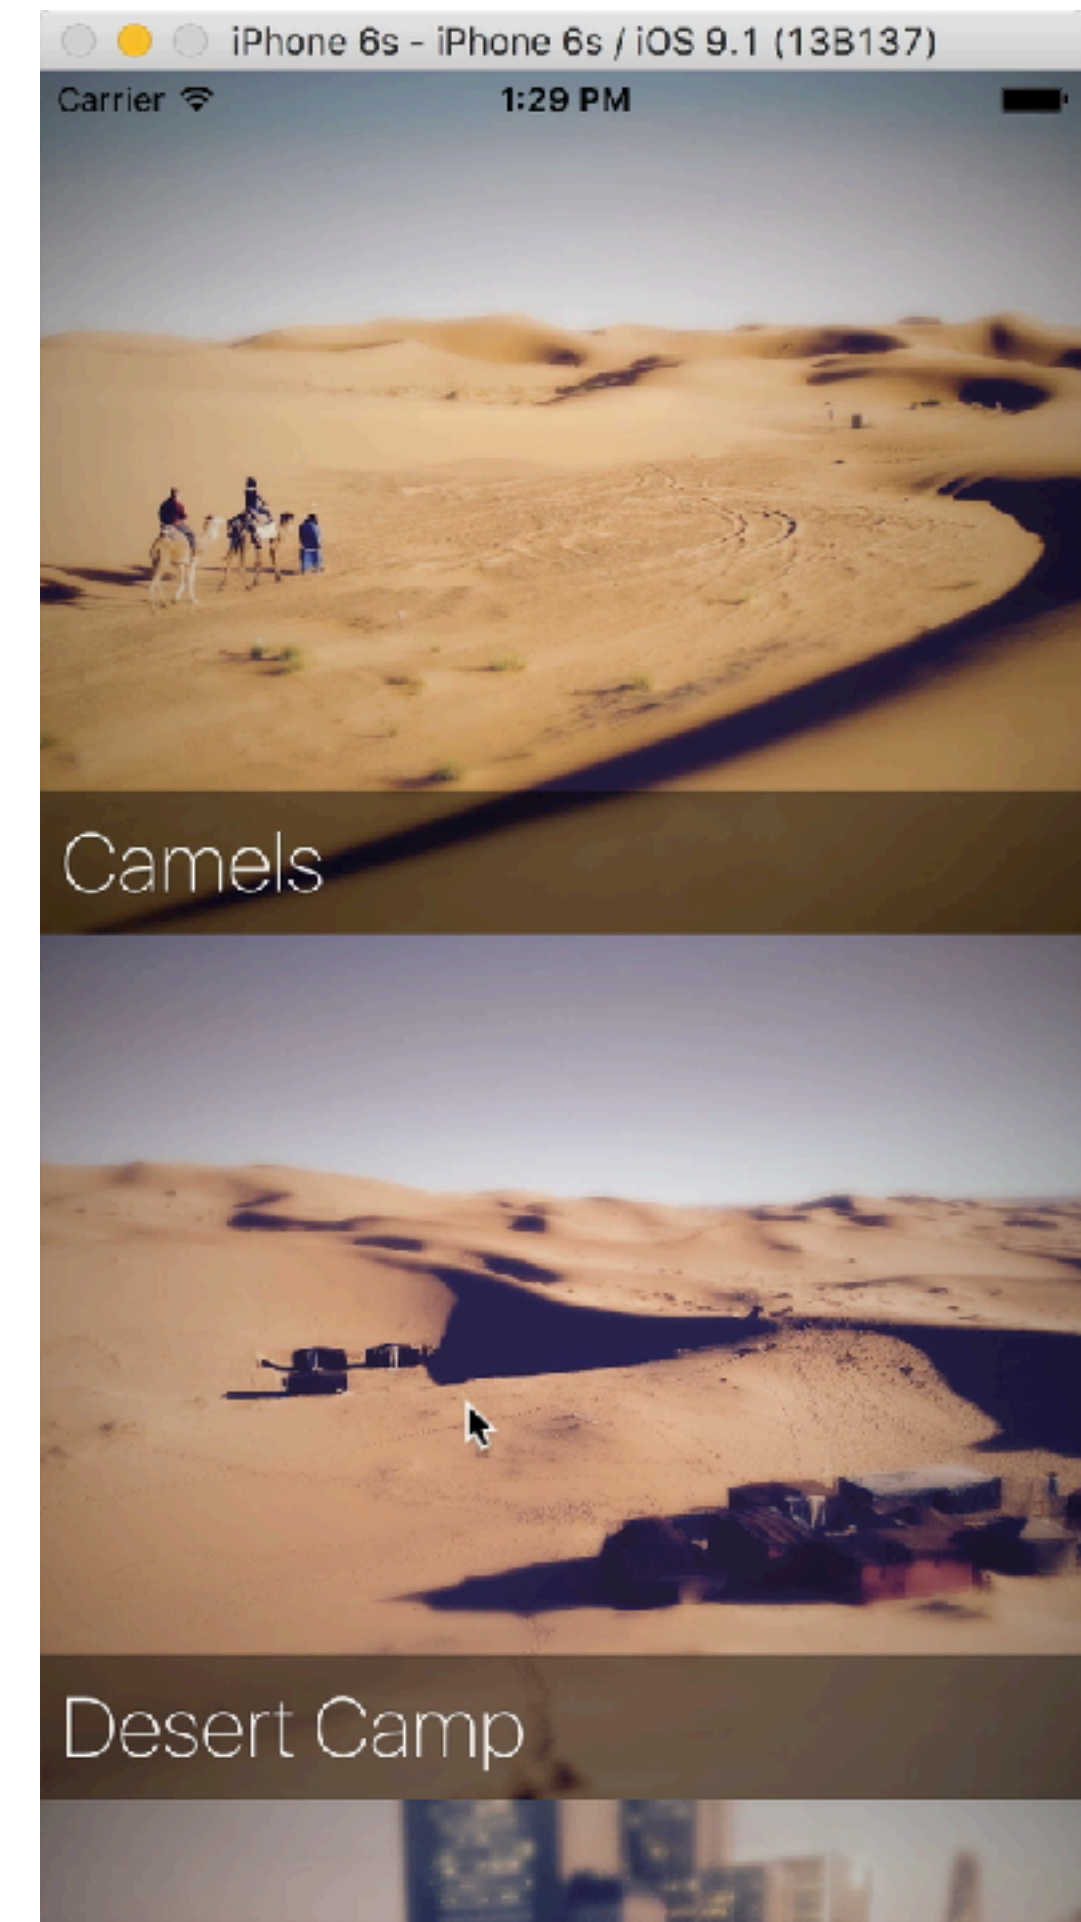 iPhone 6s - iPhone 6s / iOS 9.1 (13B137)
Carrier 1:29 PM
Camels
Desert Camp